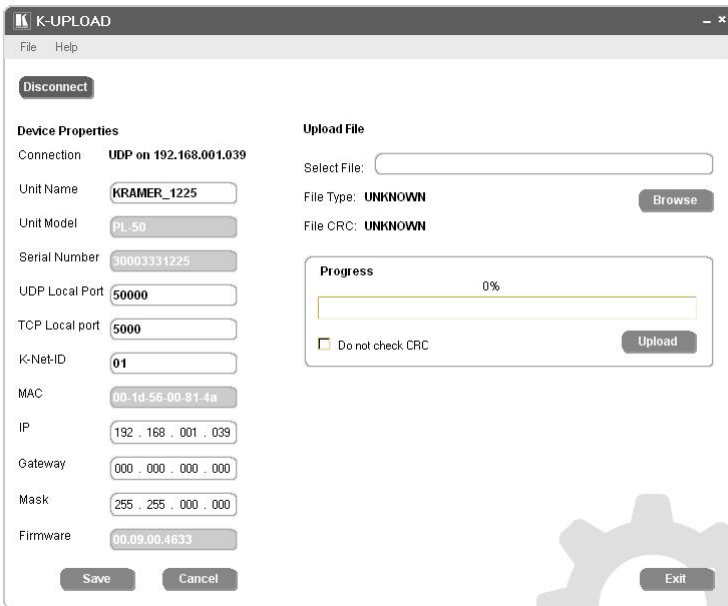 K-UPLOAD
File Help
Disconnect
Device Properties
Connection UDP on 192.168.001.039
Unit Name KRAMER_1225
Unit Model PL-50
Serial Number 30003331225
UDP Local Port 50000
TCP Local port 5000
K-Net-ID 01
MAC 00-1d-56-00-81-4a
IP 192 . 168 . 001 . 039
Gateway 000 . 000 . 000 . 000
Mask 255 . 255 . 000 . 000
Firmware 00.09.00.4633
Save Cancel
Upload File
Select File:
File Type: UNKNOWN
Browse
File CRC: UNKNOWN
Progress
0%
Do not check CRC
Upload
Exit